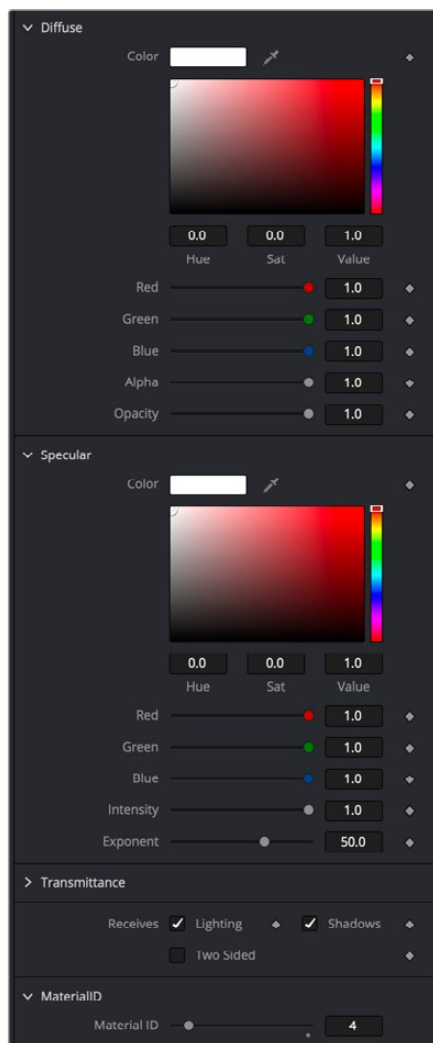 Diffuse
Color
0.0 0.0 1.0
Hue Sat Value
Red 1.0
Green 1.0
Blue 1.0
Alpha 1.0
Opacity 1.0
Specular
Color
0.0 0.0 1.0
Hue Sat Value
Red 1.0
Green 1.0
Blue 1.0
Intensity 1.0
Exponent 50.0
Transmittance
Receives Lighting Shadows
Two Sided
MaterialID
Material ID 4